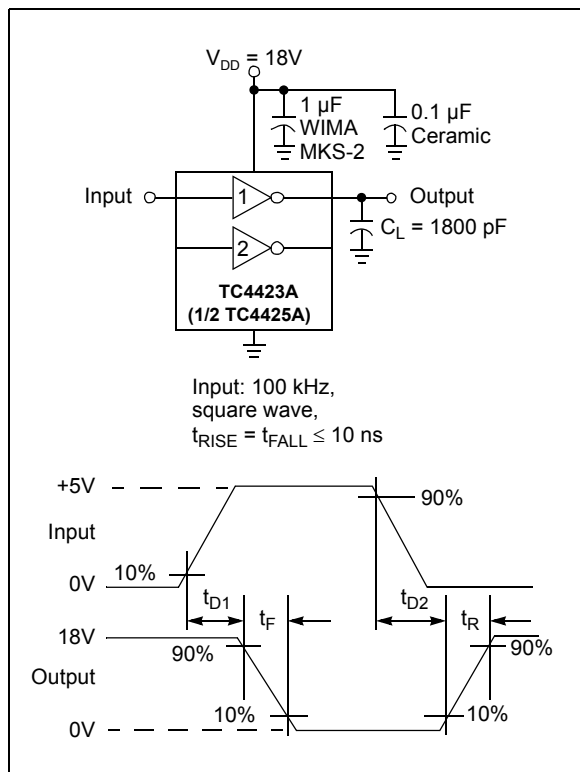 V_DD = 18V
1 µF
WIMA
MKS-2
0.1 µF
Ceramic
Input
1
Output
C_L = 1800 pF
2
TC4423A
(1/2 TC4425A)
Input: 100 kHz,
square wave,
t_RISE = t_FALL ≤ 10 ns
+5V
90%
Input
10%
0V
t_D1
t_F
t_D2
t_R
18V
90%
90%
Output
10%
10%
0V